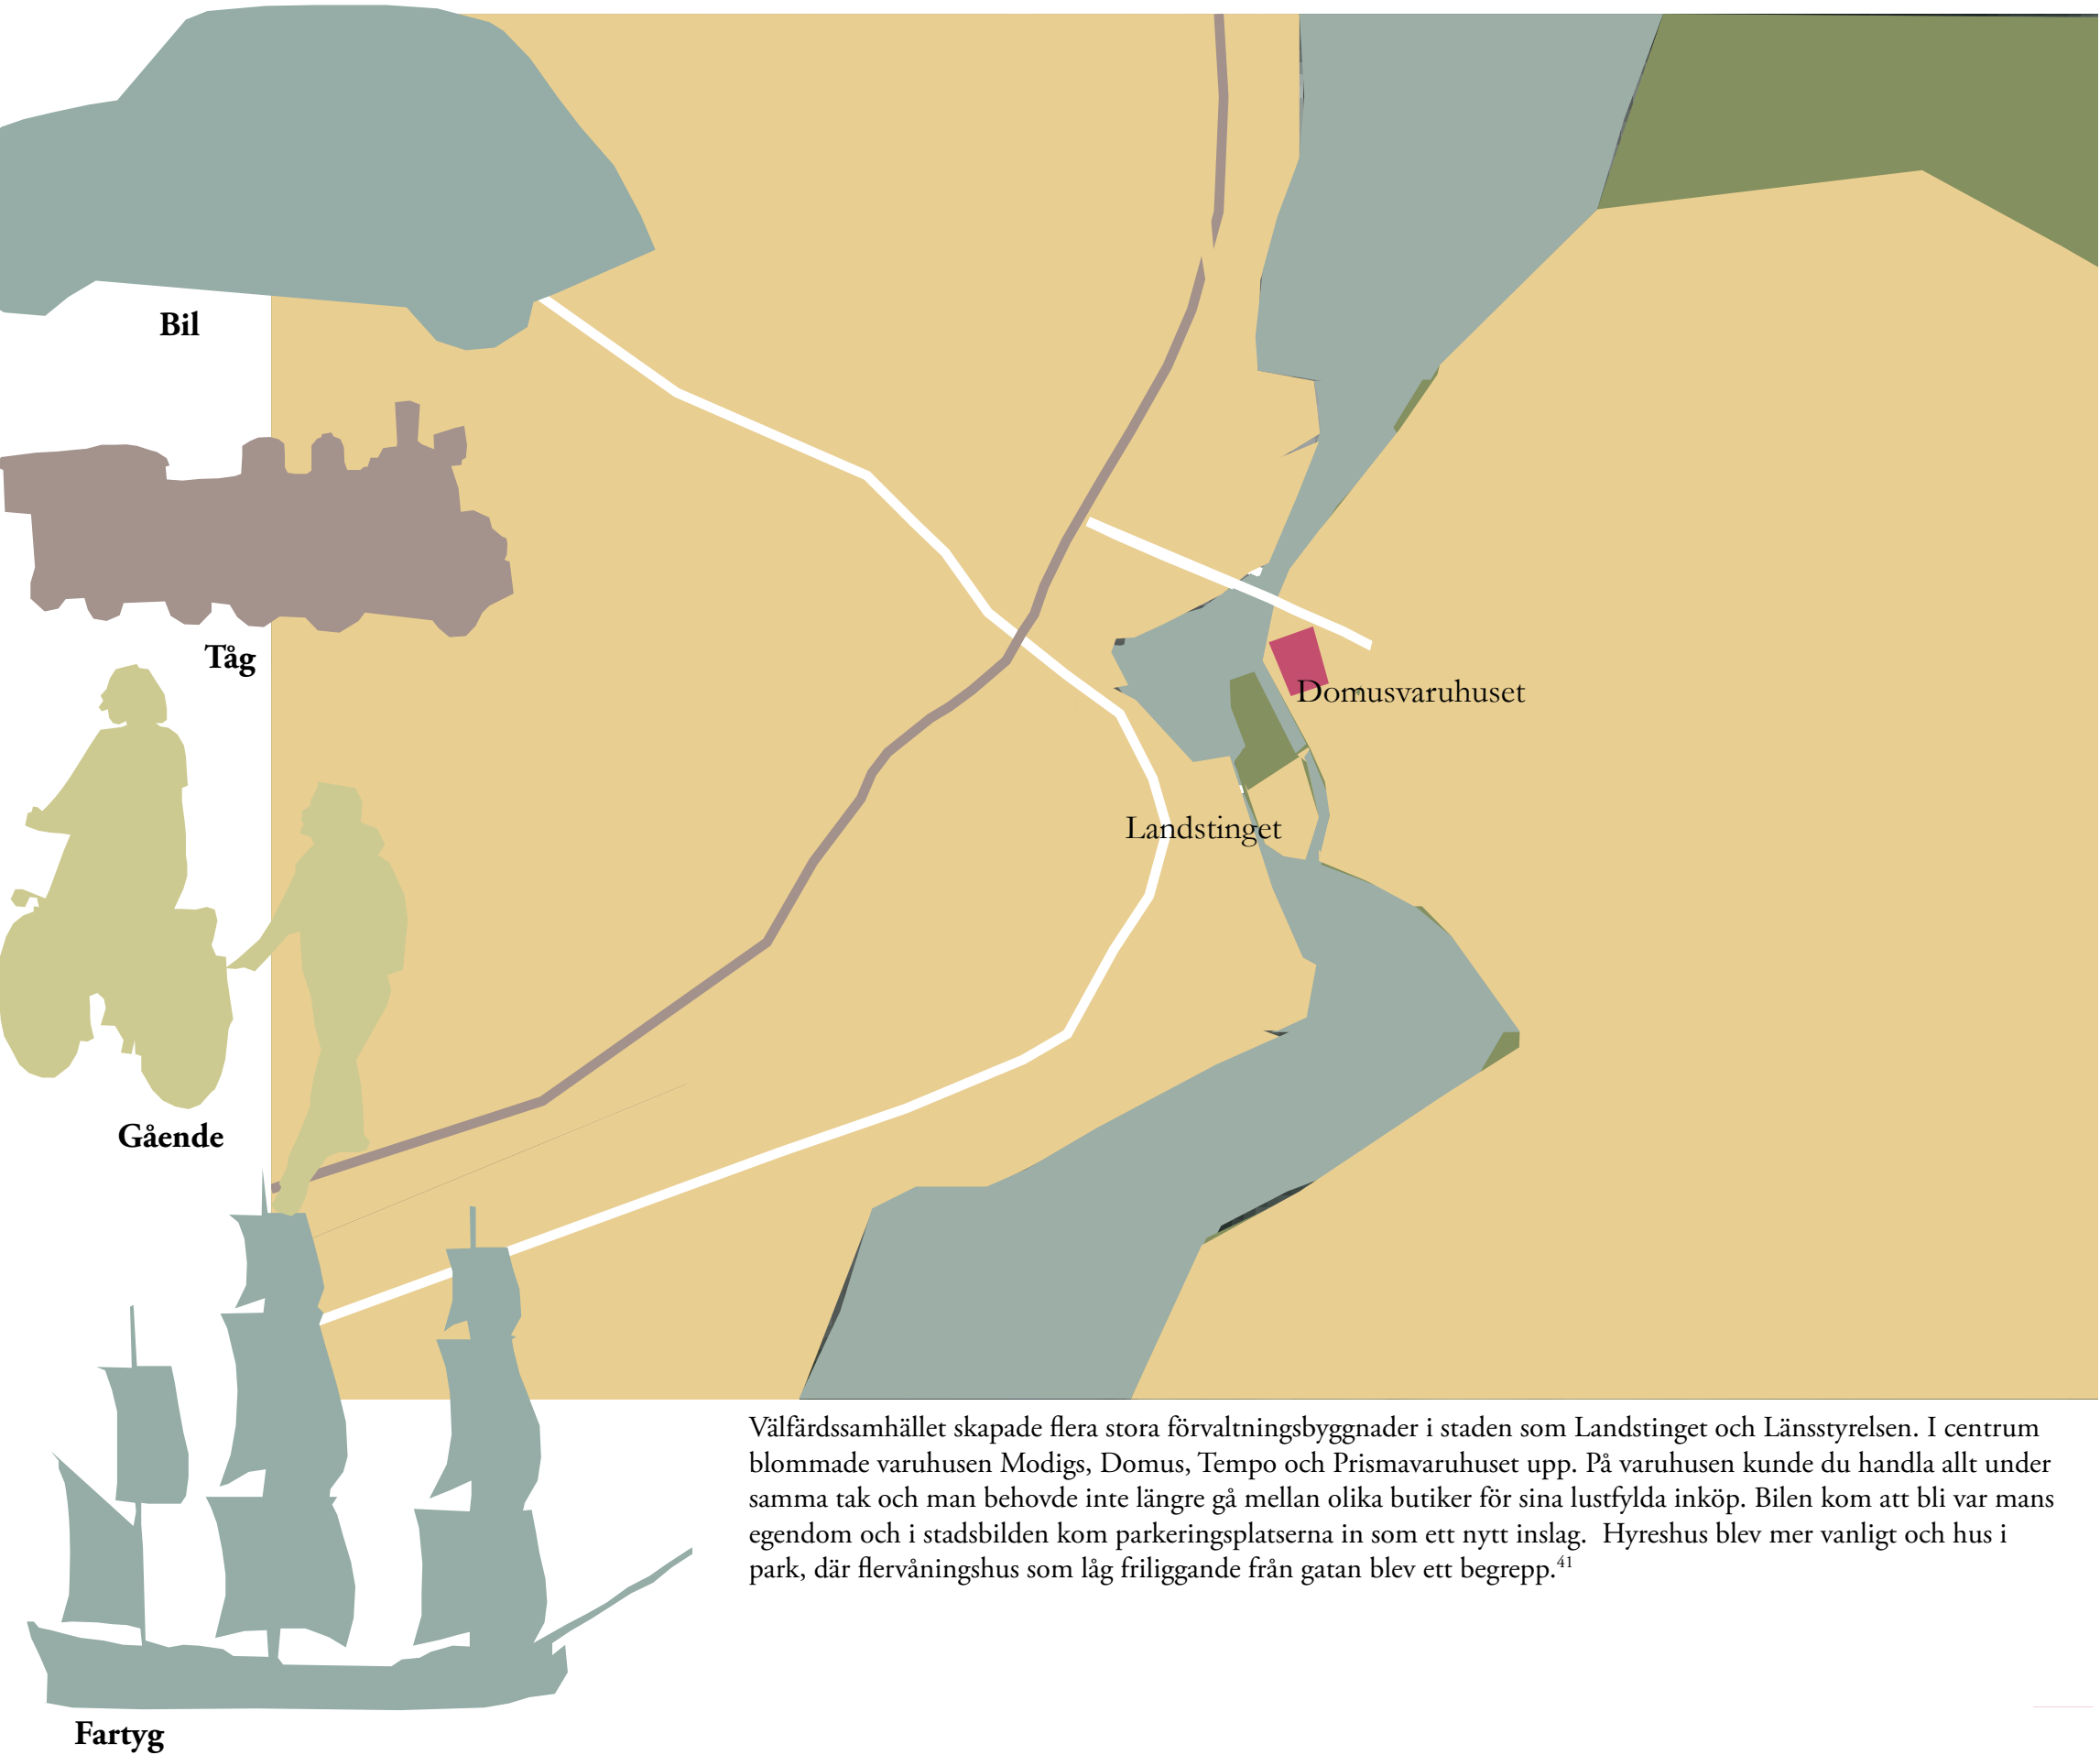 Bil
Tåg
Domusvaruhuset
Landstinget
Gående
Välfärdssamhället skapade flera stora förvaltningsbyggnader i staden som Landstinget och Länsstyrelsen. I centrum
blommade varuhusen Modigs, Domus, Tempo och Prismavaruhuset upp. På varuhusen kunde du handla allt under
samma tak och man behovde inte längre gå mellan olika butiker för sina lustfylda inköp. Bilen kom att bli var mans
egendom och i stadsbilden kom parkeringsplatserna in som ett nytt inslag.  Hyreshus blev mer vanligt och hus i
park, där flervåningshus som låg friliggande från gatan blev ett begrepp.⁴¹
Fartyg